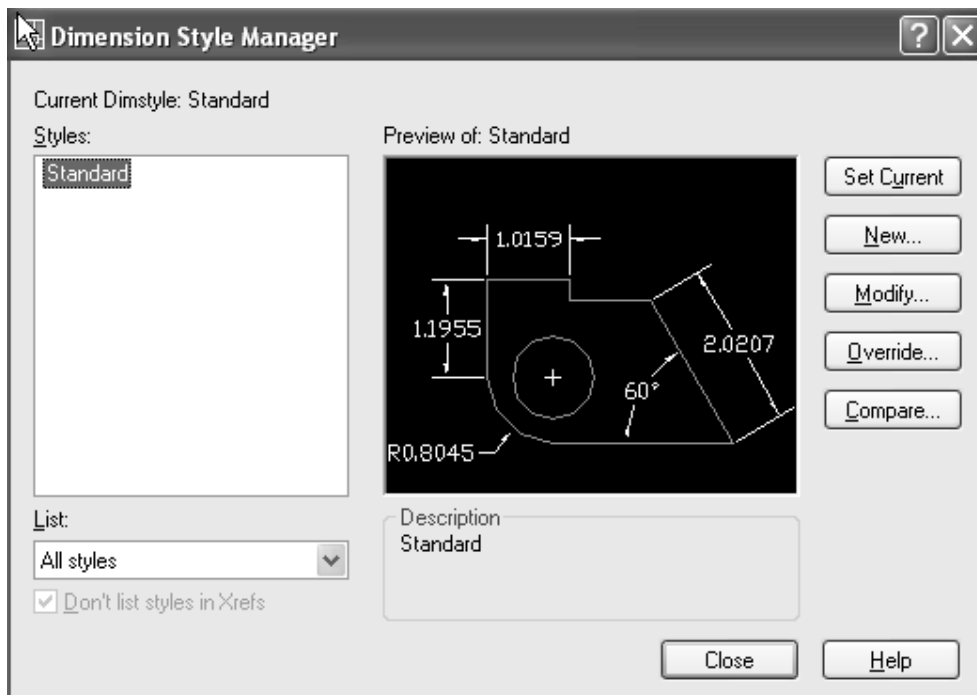 Dimension Style Manager
Current Dimstyle: Standard
Styles:
Preview of: Standard
Standard
Set Current
New...
Modify...
Override...
Compare...
1.0159
1.1955
2.0207
60°
R0.8045
List:
All styles
Don't list styles in Xrefs
Description
Standard
Close
Help